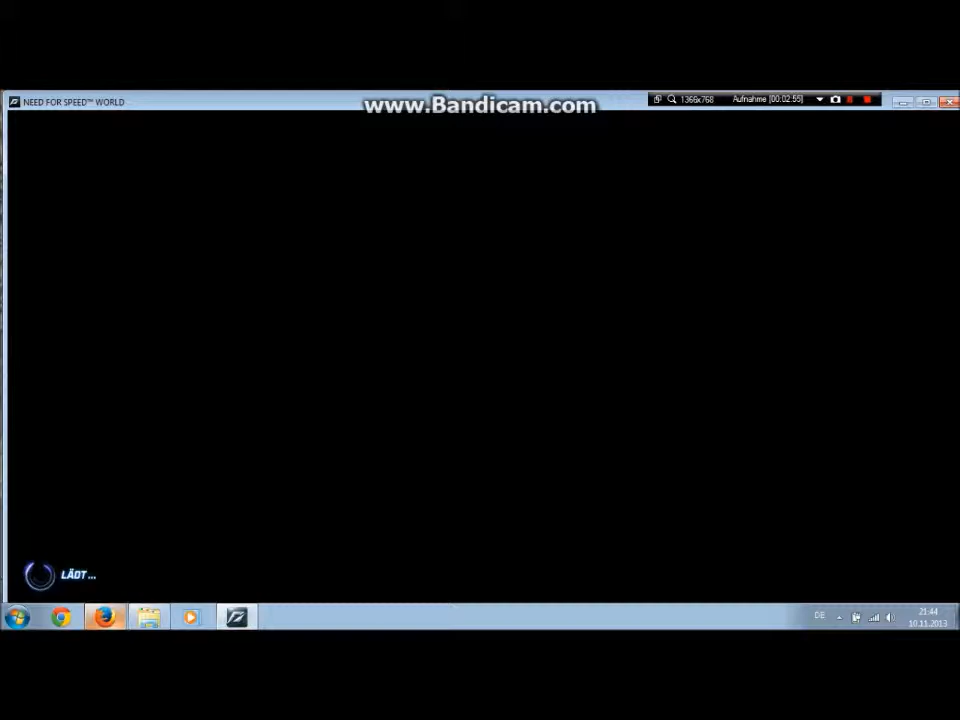 NEED FOR SPEED™ WORLD
www.Bandicam.com
1366x768
Aufnahme [00:02:55]
LÄDT ...
DE
21:44
10.11.2013